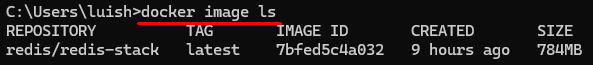 C:\Users\luish>docker image ls
REPOSITORY TAG IMAGE ID CREATED SIZE
redis/redis-stack latest 7bfed5c4a032 9 hours ago 784MB